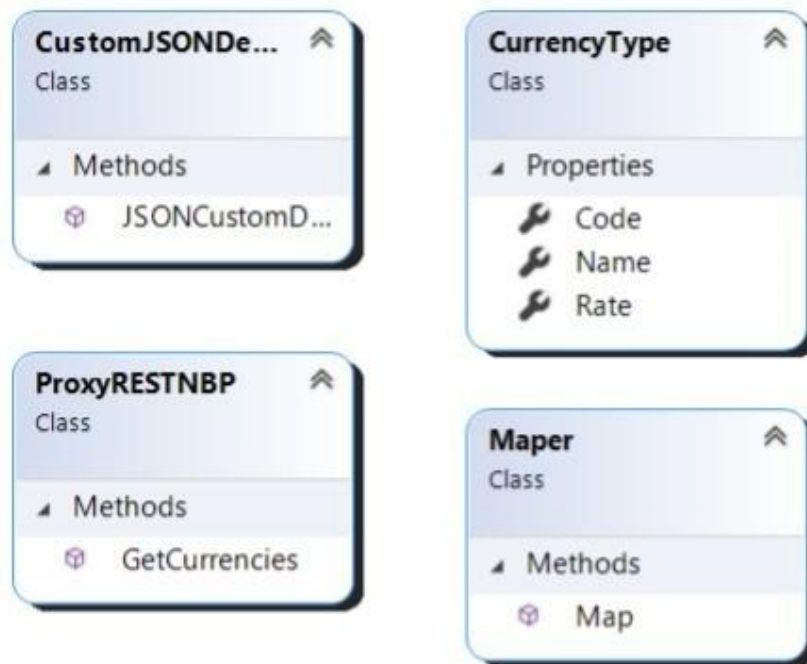 CustomJSONDe...
Class
Methods
JSONCustomD...
CurrencyType
Class
Properties
Code
Name
Rate
ProxyRESTNBP
Class
Methods
GetCurrencies
Maper
Class
Methods
Map